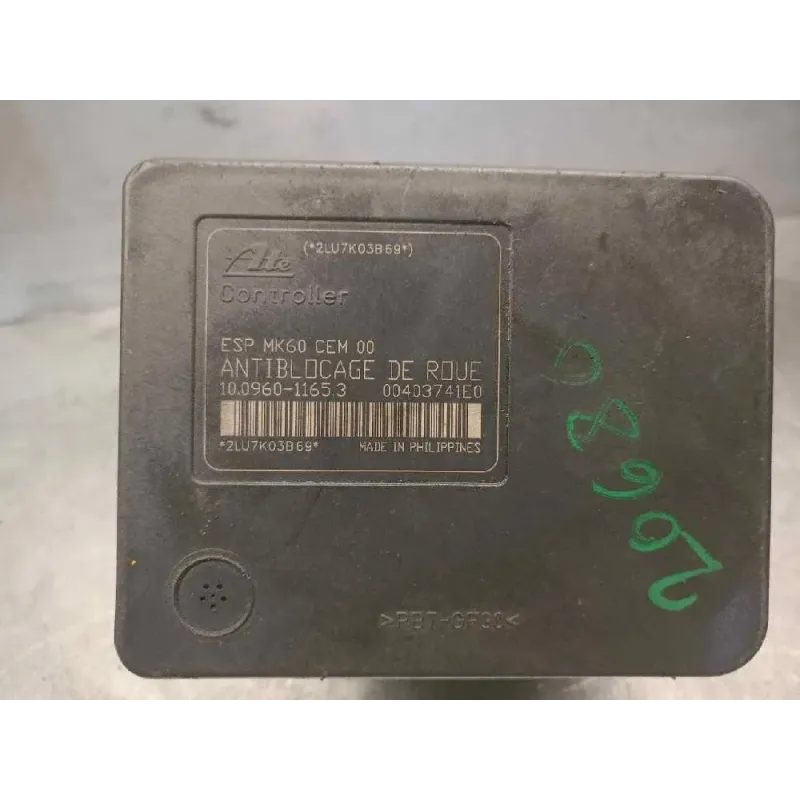 (*2LU7K03B69*)
Ate
Controller
ESP MK60 CEM 00
ANTIBLOCAGE DE ROUE
10.0960-1165.3 00403741E0
*2LU7K03B69* MADE IN PHILIPPINES
>PBT-GF30<
20680